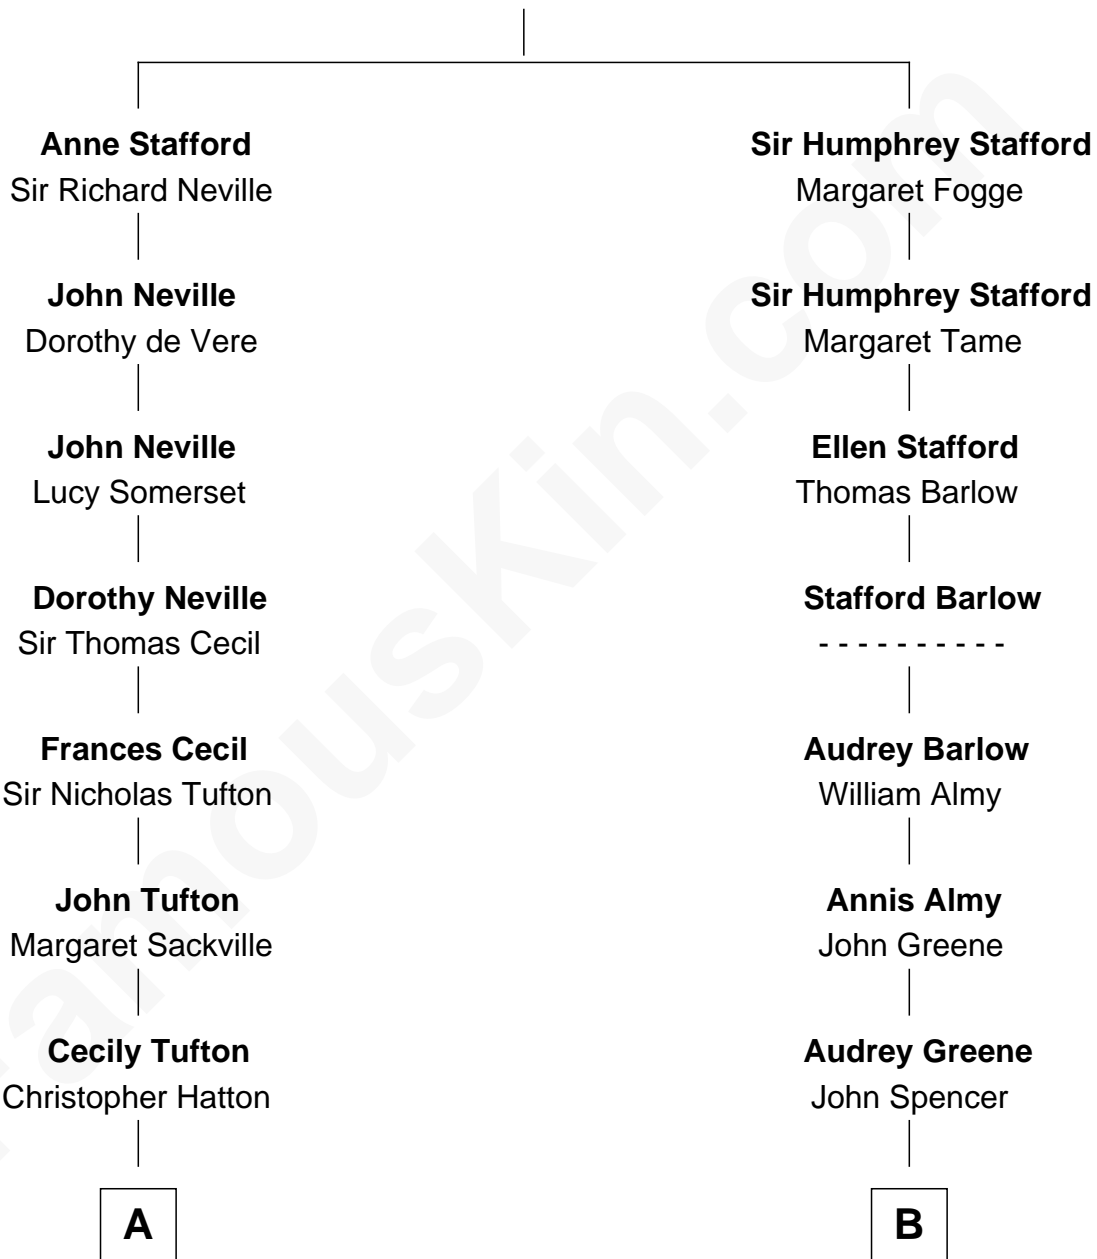 Anne Stafford
Sir Richard Neville
John Neville
Dorothy de Vere
John Neville
Lucy Somerset
Dorothy Neville
Sir Thomas Cecil
Frances Cecil
Sir Nicholas Tufton
John Tufton
Margaret Sackville
Cecily Tufton
Christopher Hatton
A
Sir Humphrey Stafford
Margaret Fogge
Sir Humphrey Stafford
Margaret Tame
Ellen Stafford
Thomas Barlow
Stafford Barlow
- - - - - - - - - -
Audrey Barlow
William Almy
Annis Almy
John Greene
Audrey Greene
John Spencer
B
FamousKin.com